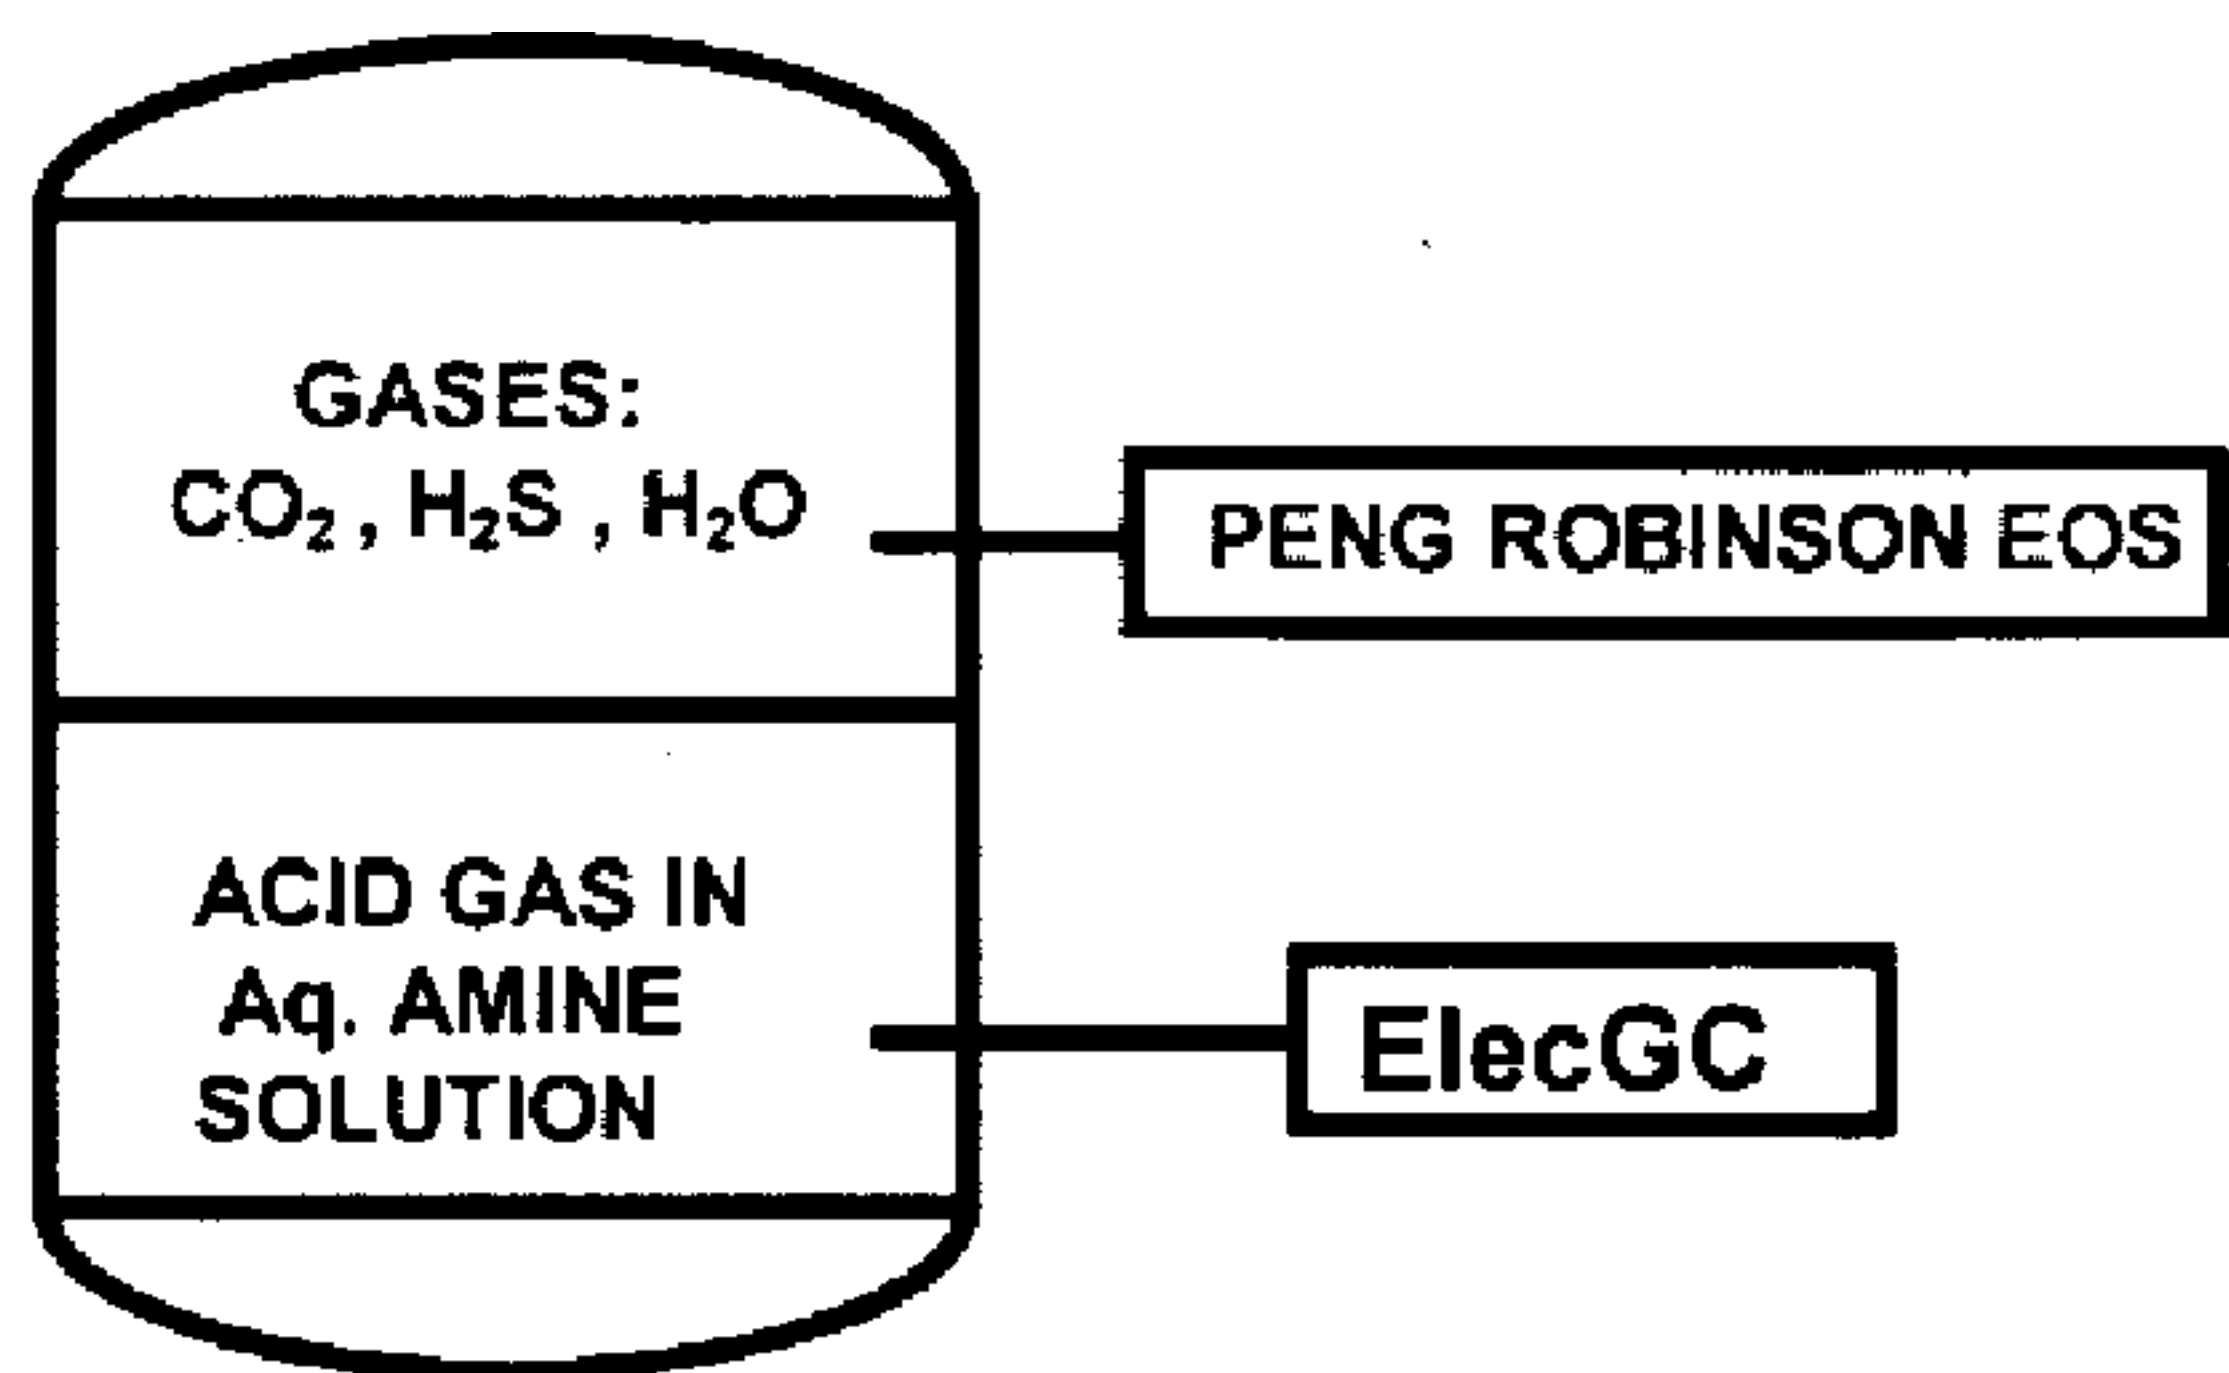 GASES:
CO₂, H₂S, H₂O
PENG ROBINSON EOS
ACID GAS IN
Aq. AMINE
SOLUTION
ElecGC